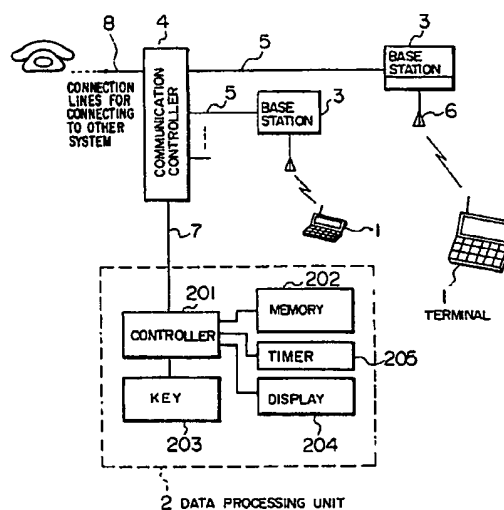 8
4
5
3
BASE
STATION
CONNECTION
LINES FOR
CONNECTING
TO OTHER
SYSTEM
COMMUNICATION
CONTROLLER
5
BASE
STATION
3
6
7
1
1 TERMINAL
201
CONTROLLER
202
MEMORY
TIMER
205
KEY
203
DISPLAY
204
2 DATA PROCESSING UNIT